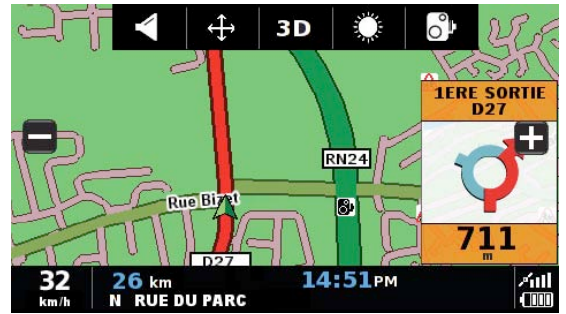 3D
1ERE SORTIE
D27
RN24
Rue Bizet
711
m
D27
32
km/h
26 km
14:51PM
N RUE DU PARC